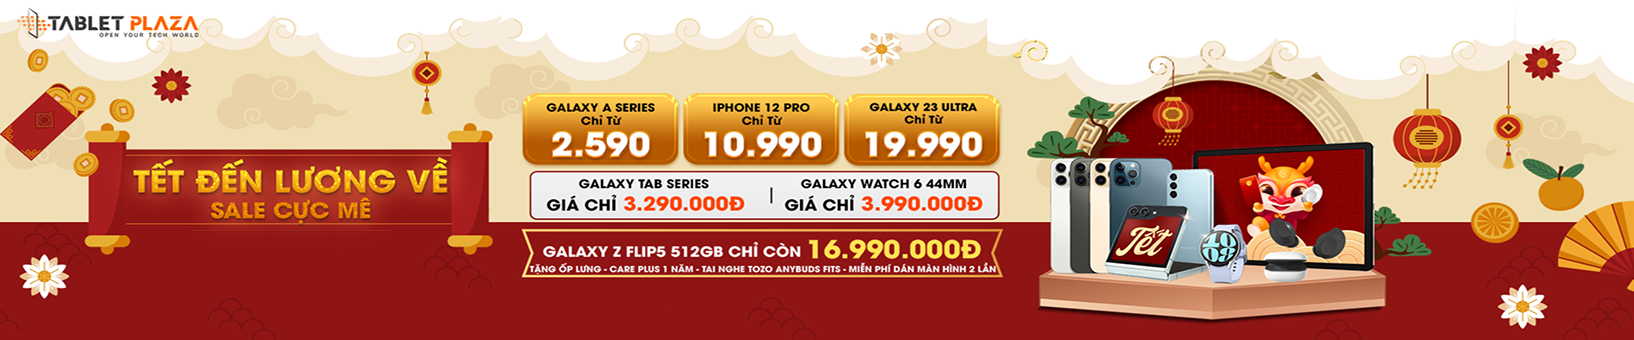 TABLET PLAZA
OPEN YOUR TECH WORLD
TẾT ĐẾN LƯƠNG VỀ
SALE CỰC MÊ
GALAXY A SERIES
Chỉ Từ
2.590
IPHONE 12 PRO
Chỉ Từ
10.990
GALAXY 23 ULTRA
Chỉ Từ
19.990
GALAXY TAB SERIES
GIÁ CHỈ 3.290.000Đ
GALAXY WATCH 6 44MM
GIÁ CHỈ 3.990.000Đ
GALAXY Z FLIP5 512GB CHỈ CÒN 16.990.000Đ
TẶNG ỐP LƯNG - CARE PLUS 1 NĂM - TAI NGHE TOZO ANYBUDS FITS - MIỄN PHÍ DÁN MÀN HÌNH 2 LẦN
Tết
10
08